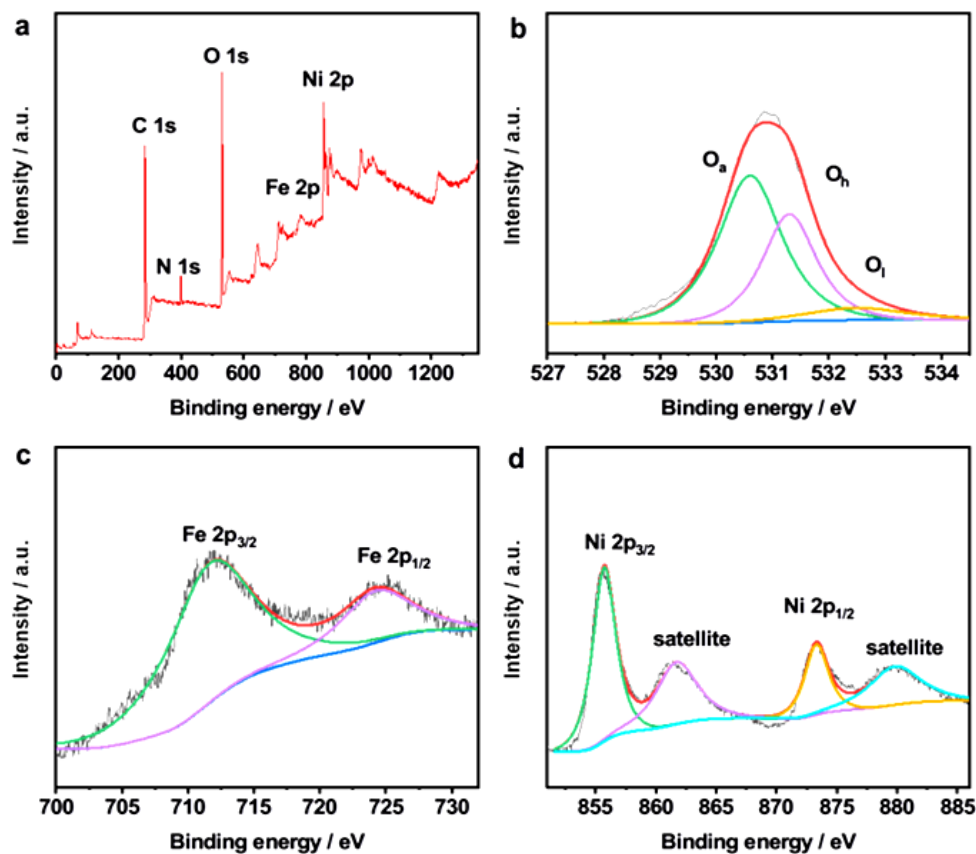 a
O 1s
Ni 2p
C 1s
Fe 2p
N 1s
Intensity / a.u.
0 200 400 600 800 1000 1200
Binding energy / eV
b
Oa
Oh
Ol
Intensity / a.u.
527 528 529 530 531 532 533 534
Binding energy / eV
c
Fe 2p3/2
Fe 2p1/2
Intensity / a.u.
700 705 710 715 720 725 730
Binding energy / eV
d
Ni 2p3/2
Ni 2p1/2
satellite
satellite
Intensity / a.u.
855 860 865 870 875 880 885
Binding energy / eV